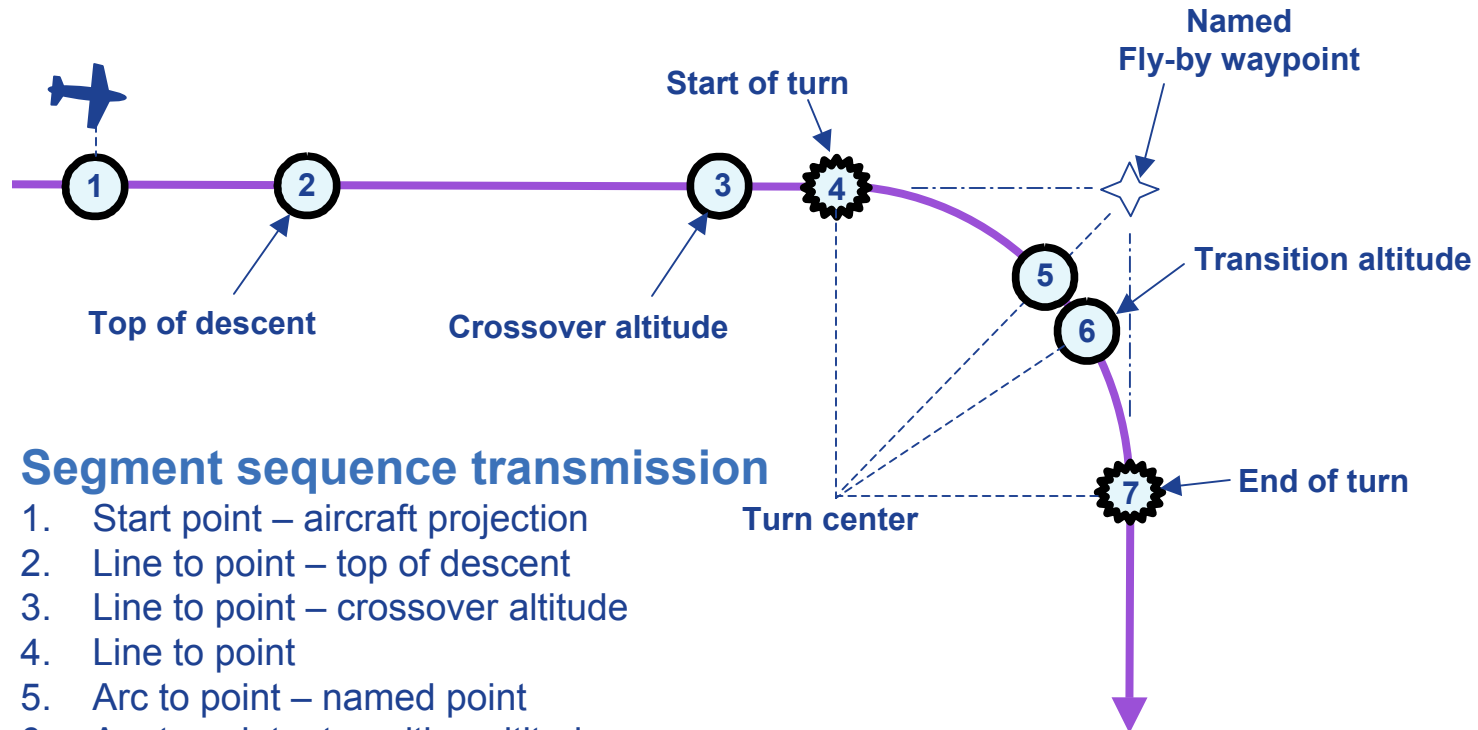 Named
Fly-by waypoint
Start of turn
1
2
3
4
5
Transition altitude
6
Top of descent
Crossover altitude
Segment sequence transmission
7
End of turn
Turn center
1. Start point – aircraft projection
2. Line to point – top of descent
3. Line to point – crossover altitude
4. Line to point
5. Arc to point – named point